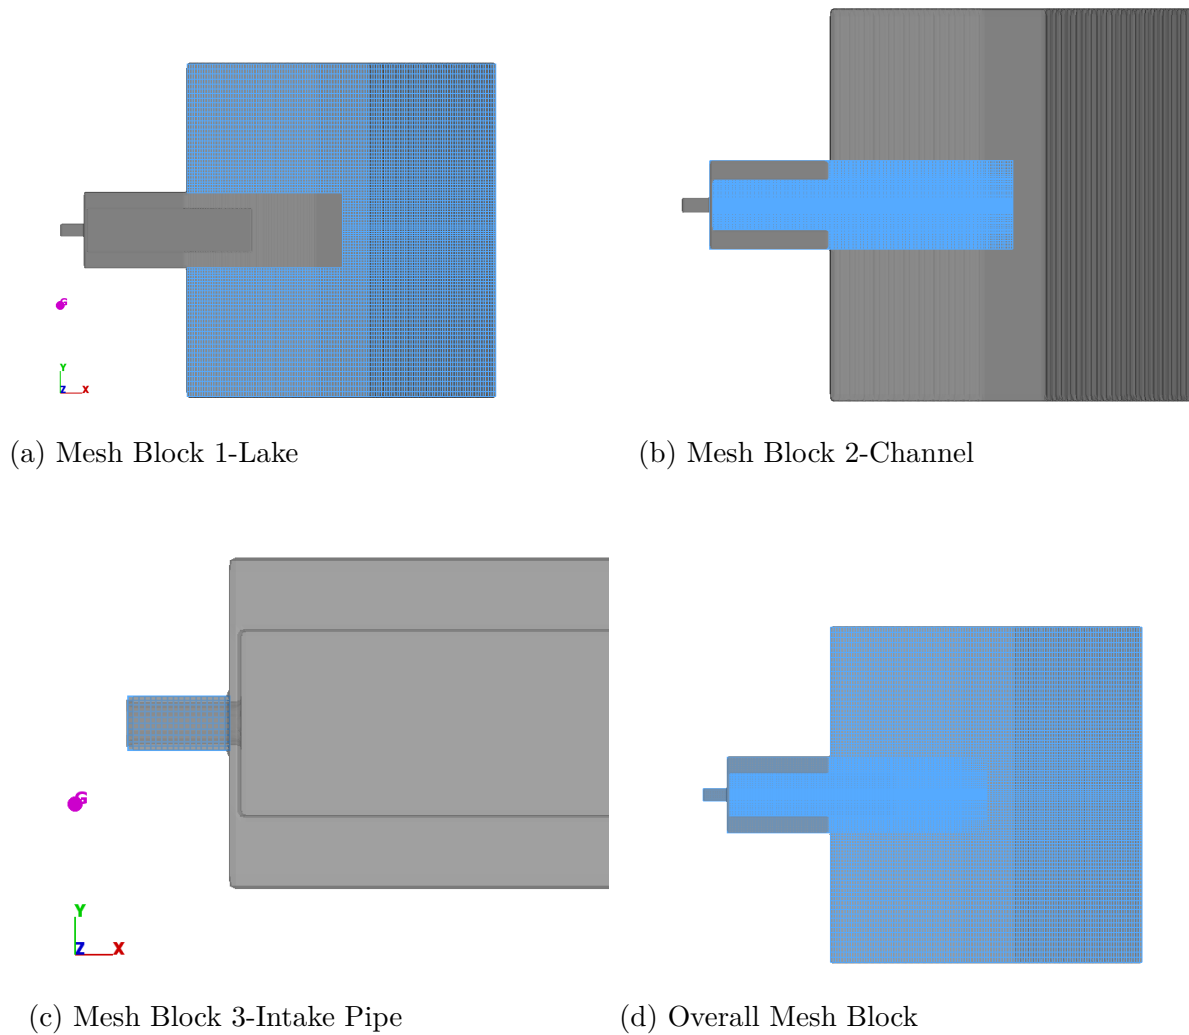 G
Y
Z X
(a) Mesh Block 1-Lake
(b) Mesh Block 2-Channel
G
Y
Z X
(c) Mesh Block 3-Intake Pipe
(d) Overall Mesh Block